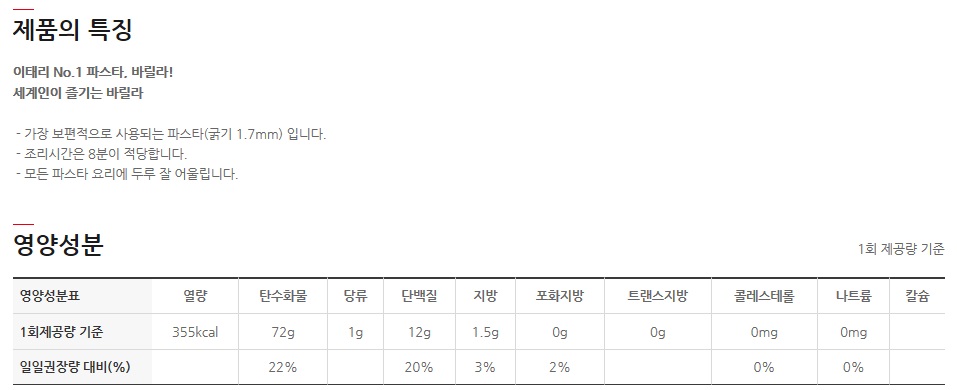 제품의 특징
이태리 No.1 파스타, 바릴라!
세계인이 즐기는 바릴라
- 가장 보편적으로 사용되는 파스타(굵기 1.7mm) 입니다.
- 조리시간은 8분이 적당합니다.
- 모든 파스타 요리에 두루 잘 어울립니다.
영양성분
1회 제공량 기준
영양성분표 열량 탄수화물 당류 단백질 지방 포화지방 트랜스지방 콜레스테롤 나트륨 칼슘
1회제공량 기준 355kcal 72g 1g 12g 1.5g 0g 0g 0mg 0mg
일일권장량 대비(%) 22% 20% 3% 2% 0% 0%